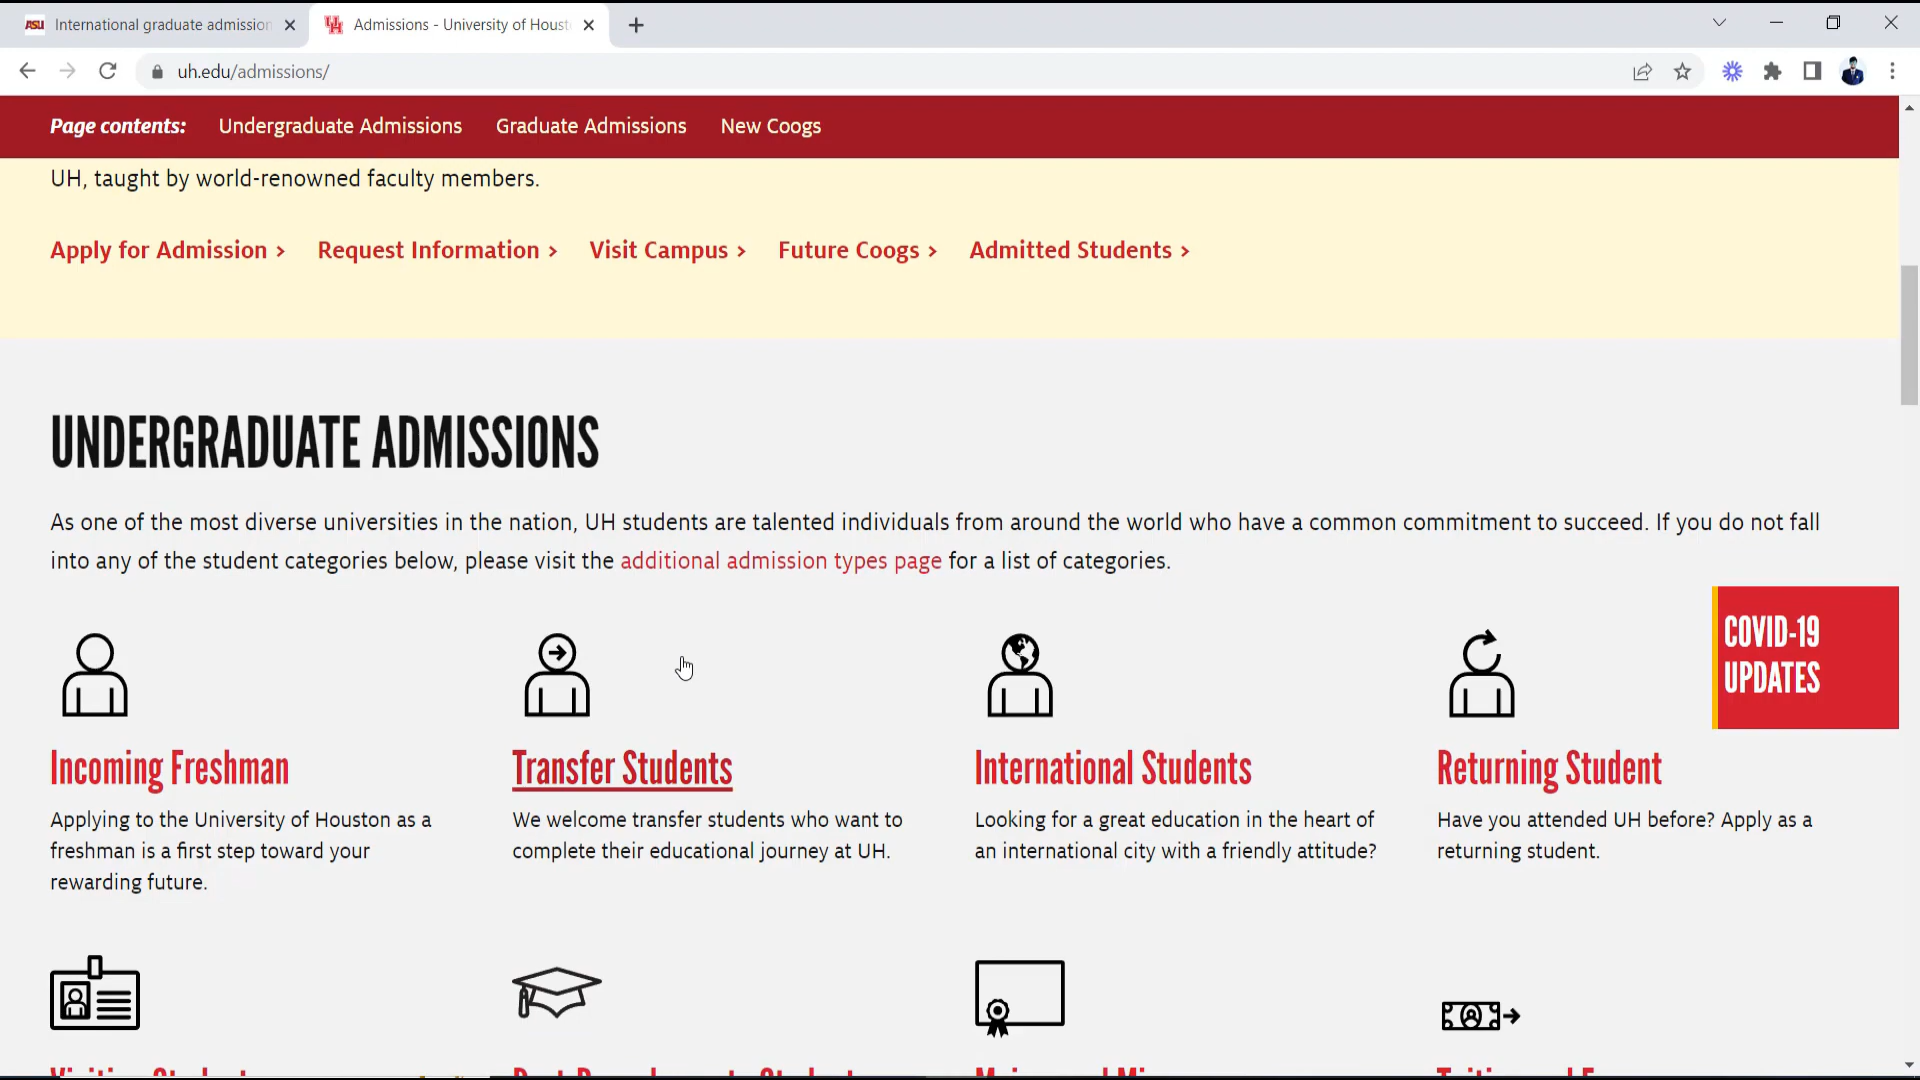 ASU International graduate admission
UH Admissions - University of Houst
uh.edu/admissions/
Page contents: Undergraduate Admissions Graduate Admissions New Coogs
UH, taught by world-renowned faculty members.
Apply for Admission > Request Information > Visit Campus > Future Coogs > Admitted Students >
UNDERGRADUATE ADMISSIONS
As one of the most diverse universities in the nation, UH students are talented individuals from around the world who have a common commitment to succeed. If you do not fall
into any of the student categories below, please visit the additional admission types page for a list of categories.
COVID-19
UPDATES
Incoming Freshman
Applying to the University of Houston as a
freshman is a first step toward your
rewarding future.
Transfer Students
We welcome transfer students who want to
complete their educational journey at UH.
International Students
Looking for a great education in the heart of
an international city with a friendly attitude?
Returning Student
Have you attended UH before? Apply as a
returning student.